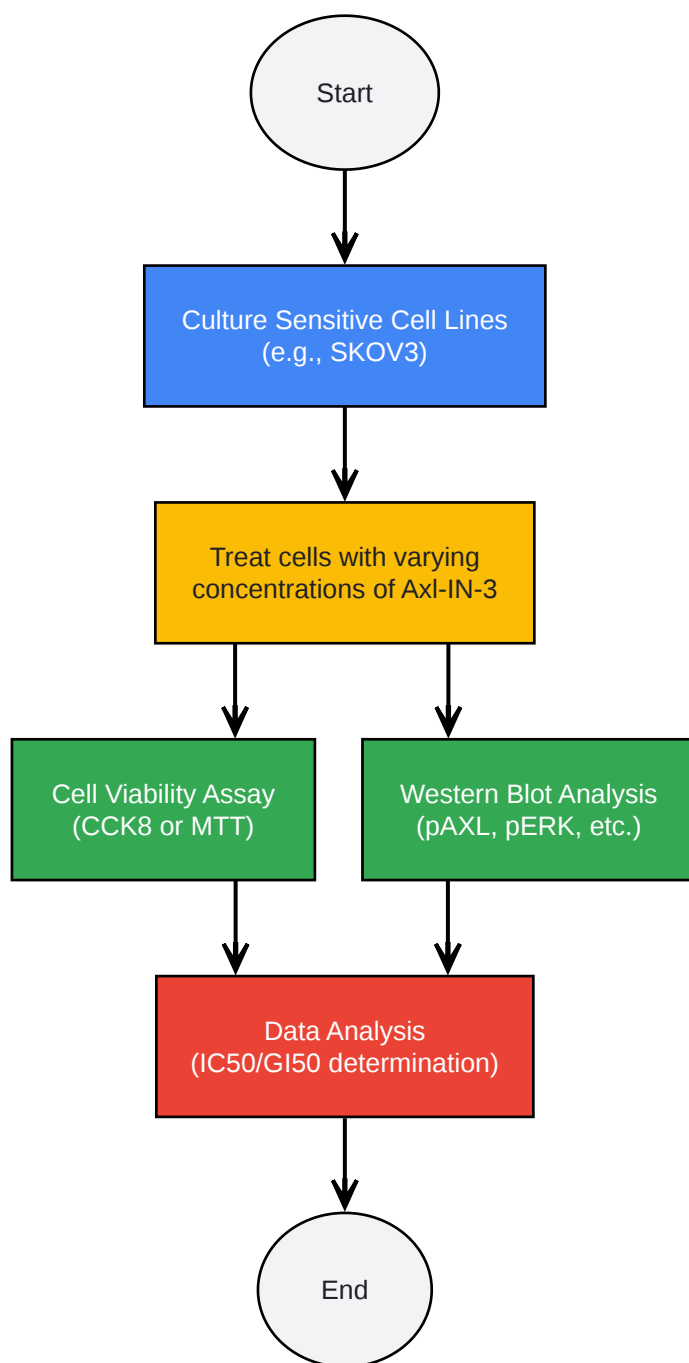 Start
Culture Sensitive Cell Lines
(e.g., SKOV3)
Treat cells with varying
concentrations of Axl-IN-3
Cell Viability Assay
(CCK8 or MTT)
Western Blot Analysis
(pAXL, pERK, etc.)
Data Analysis
(IC50/GI50 determination)
End